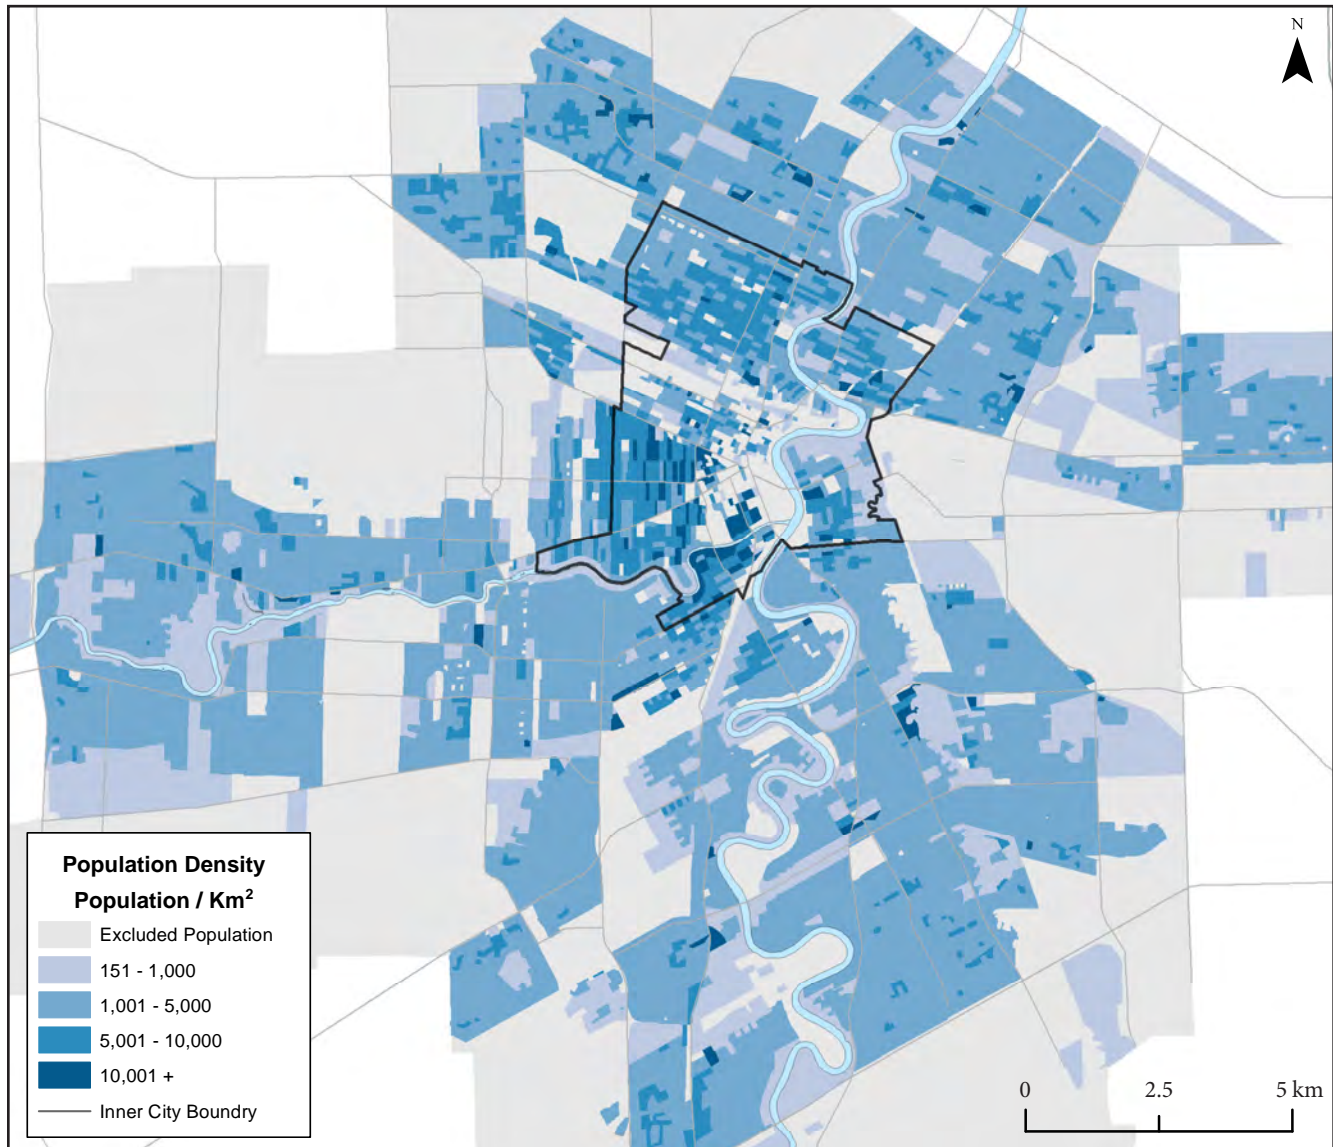 N
Population Density
Population / Km²
Excluded Population
151 - 1,000
1,001 - 5,000
5,001 - 10,000
10,001 +
Inner City Boundry
0 2.5 5 km